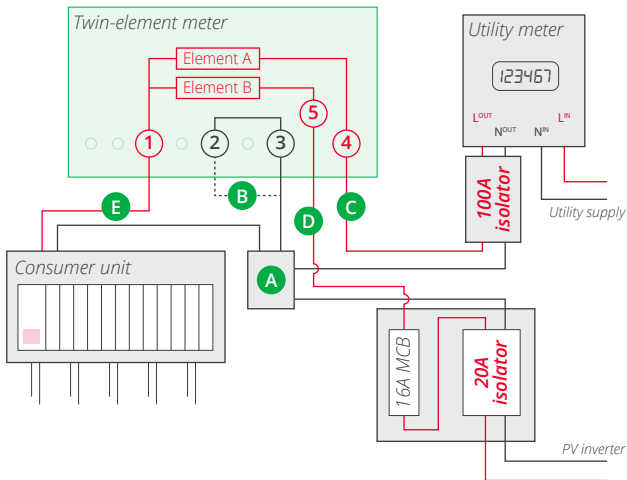 Twin-element meter
Element A
Element B
1
2
3
4
5
Utility meter
123467
LOUT
NOUT
NIN
LIN
100A
isolator
Utility supply
E
B
C
D
A
Consumer unit
16A MCB
20A
isolator
PV inverter